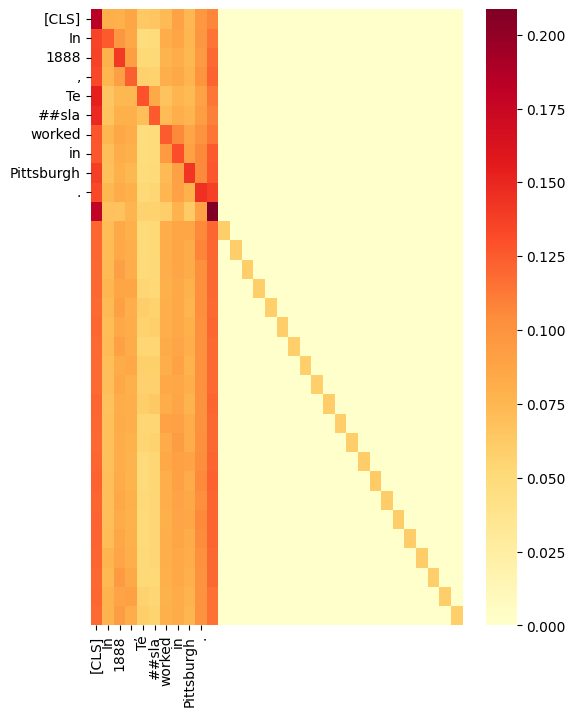 [CLS]
In
1888
,
Te
##sla
worked
in
Pittsburgh
.
[CLS]
In
1888
,
Te
##sla
worked
in
Pittsburgh
.
0.200
0.175
0.150
0.125
0.100
0.075
0.050
0.025
0.000